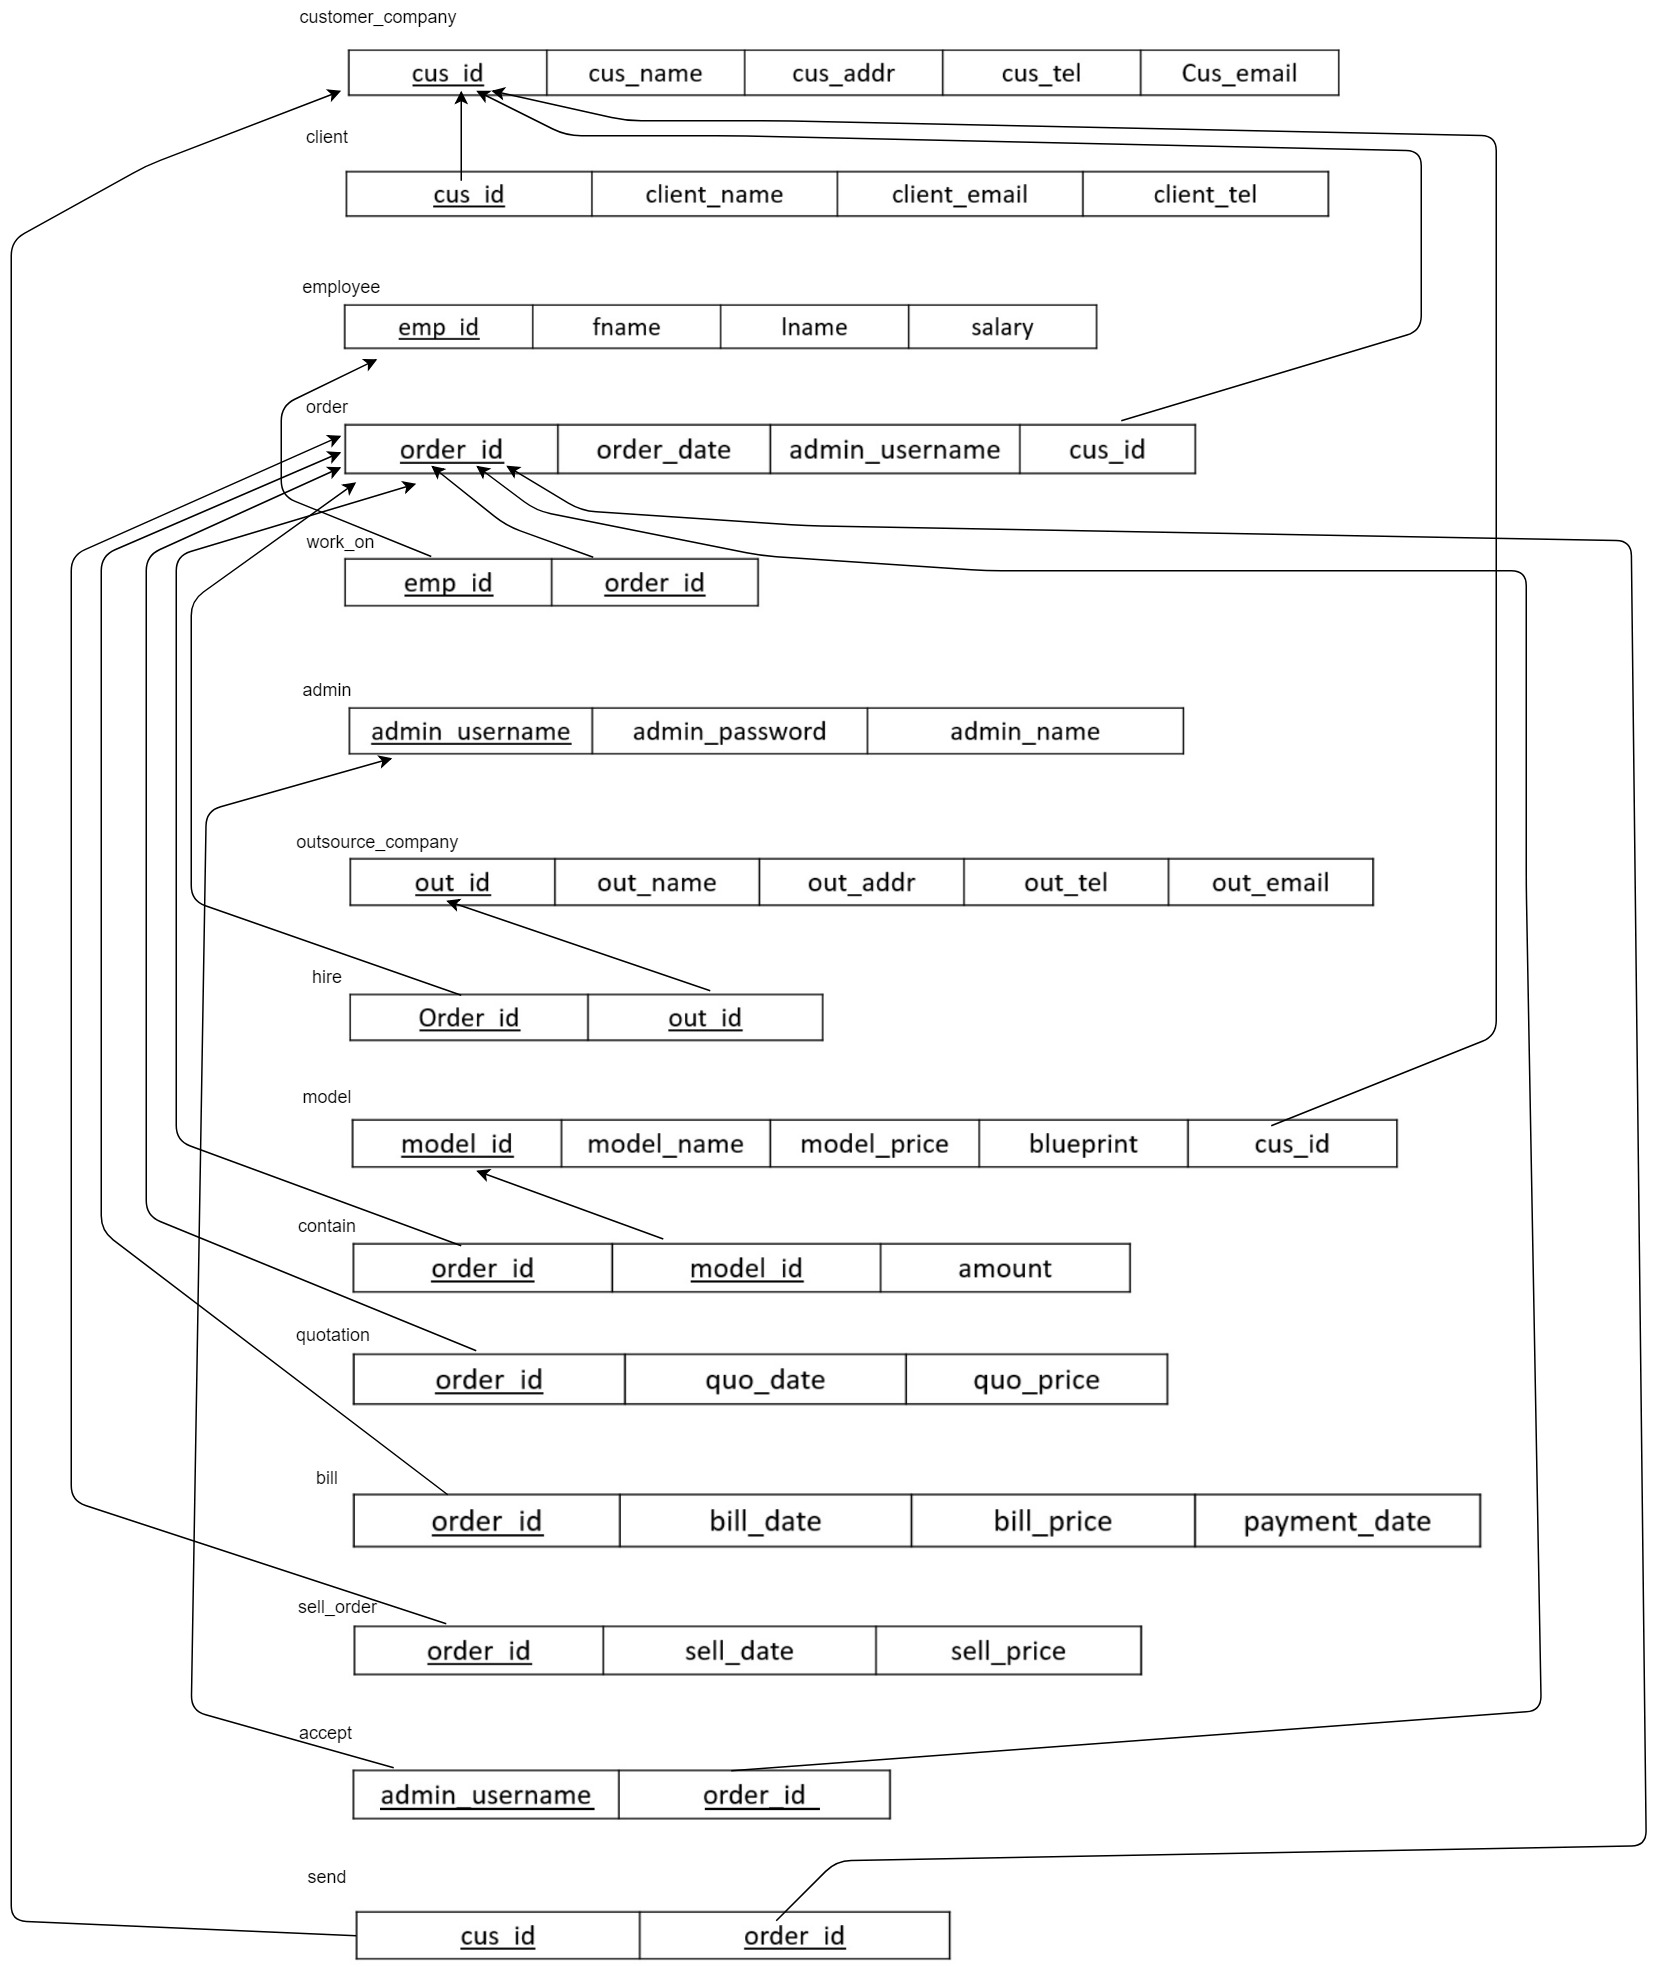 customer_company
cus_id cus_name cus_addr cus_tel Cus_email
client
cus_id client_name client_email client_tel
employee
emp_id fname lname salary
order
order_id order_date admin_username cus_id
work_on
emp_id order_id
admin
admin_username admin_password admin_name
outsource_company
out_id out_name out_addr out_tel out_email
hire
Order_id out_id
model
model_id model_name model_price blueprint cus_id
contain
order_id model_id amount
quotation
order_id quo_date quo_price
bill
order_id bill_date bill_price payment_date
sell_order
order_id sell_date sell_price
accept
admin_username order_id
send
cus_id order_id